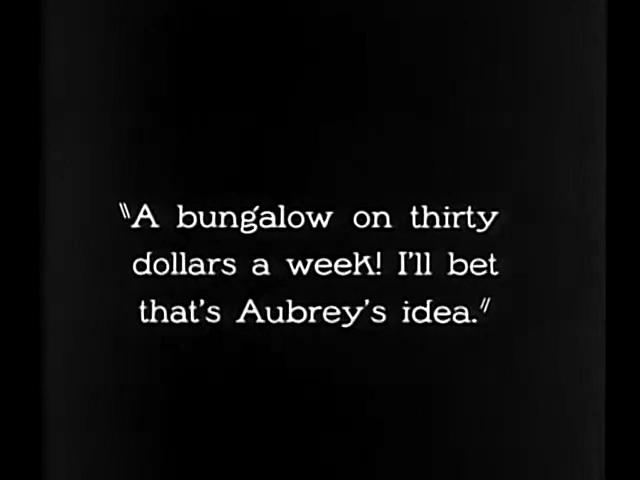 "A bungalow on thirty
dollars a week! I'll bet
that's Aubrey's idea."